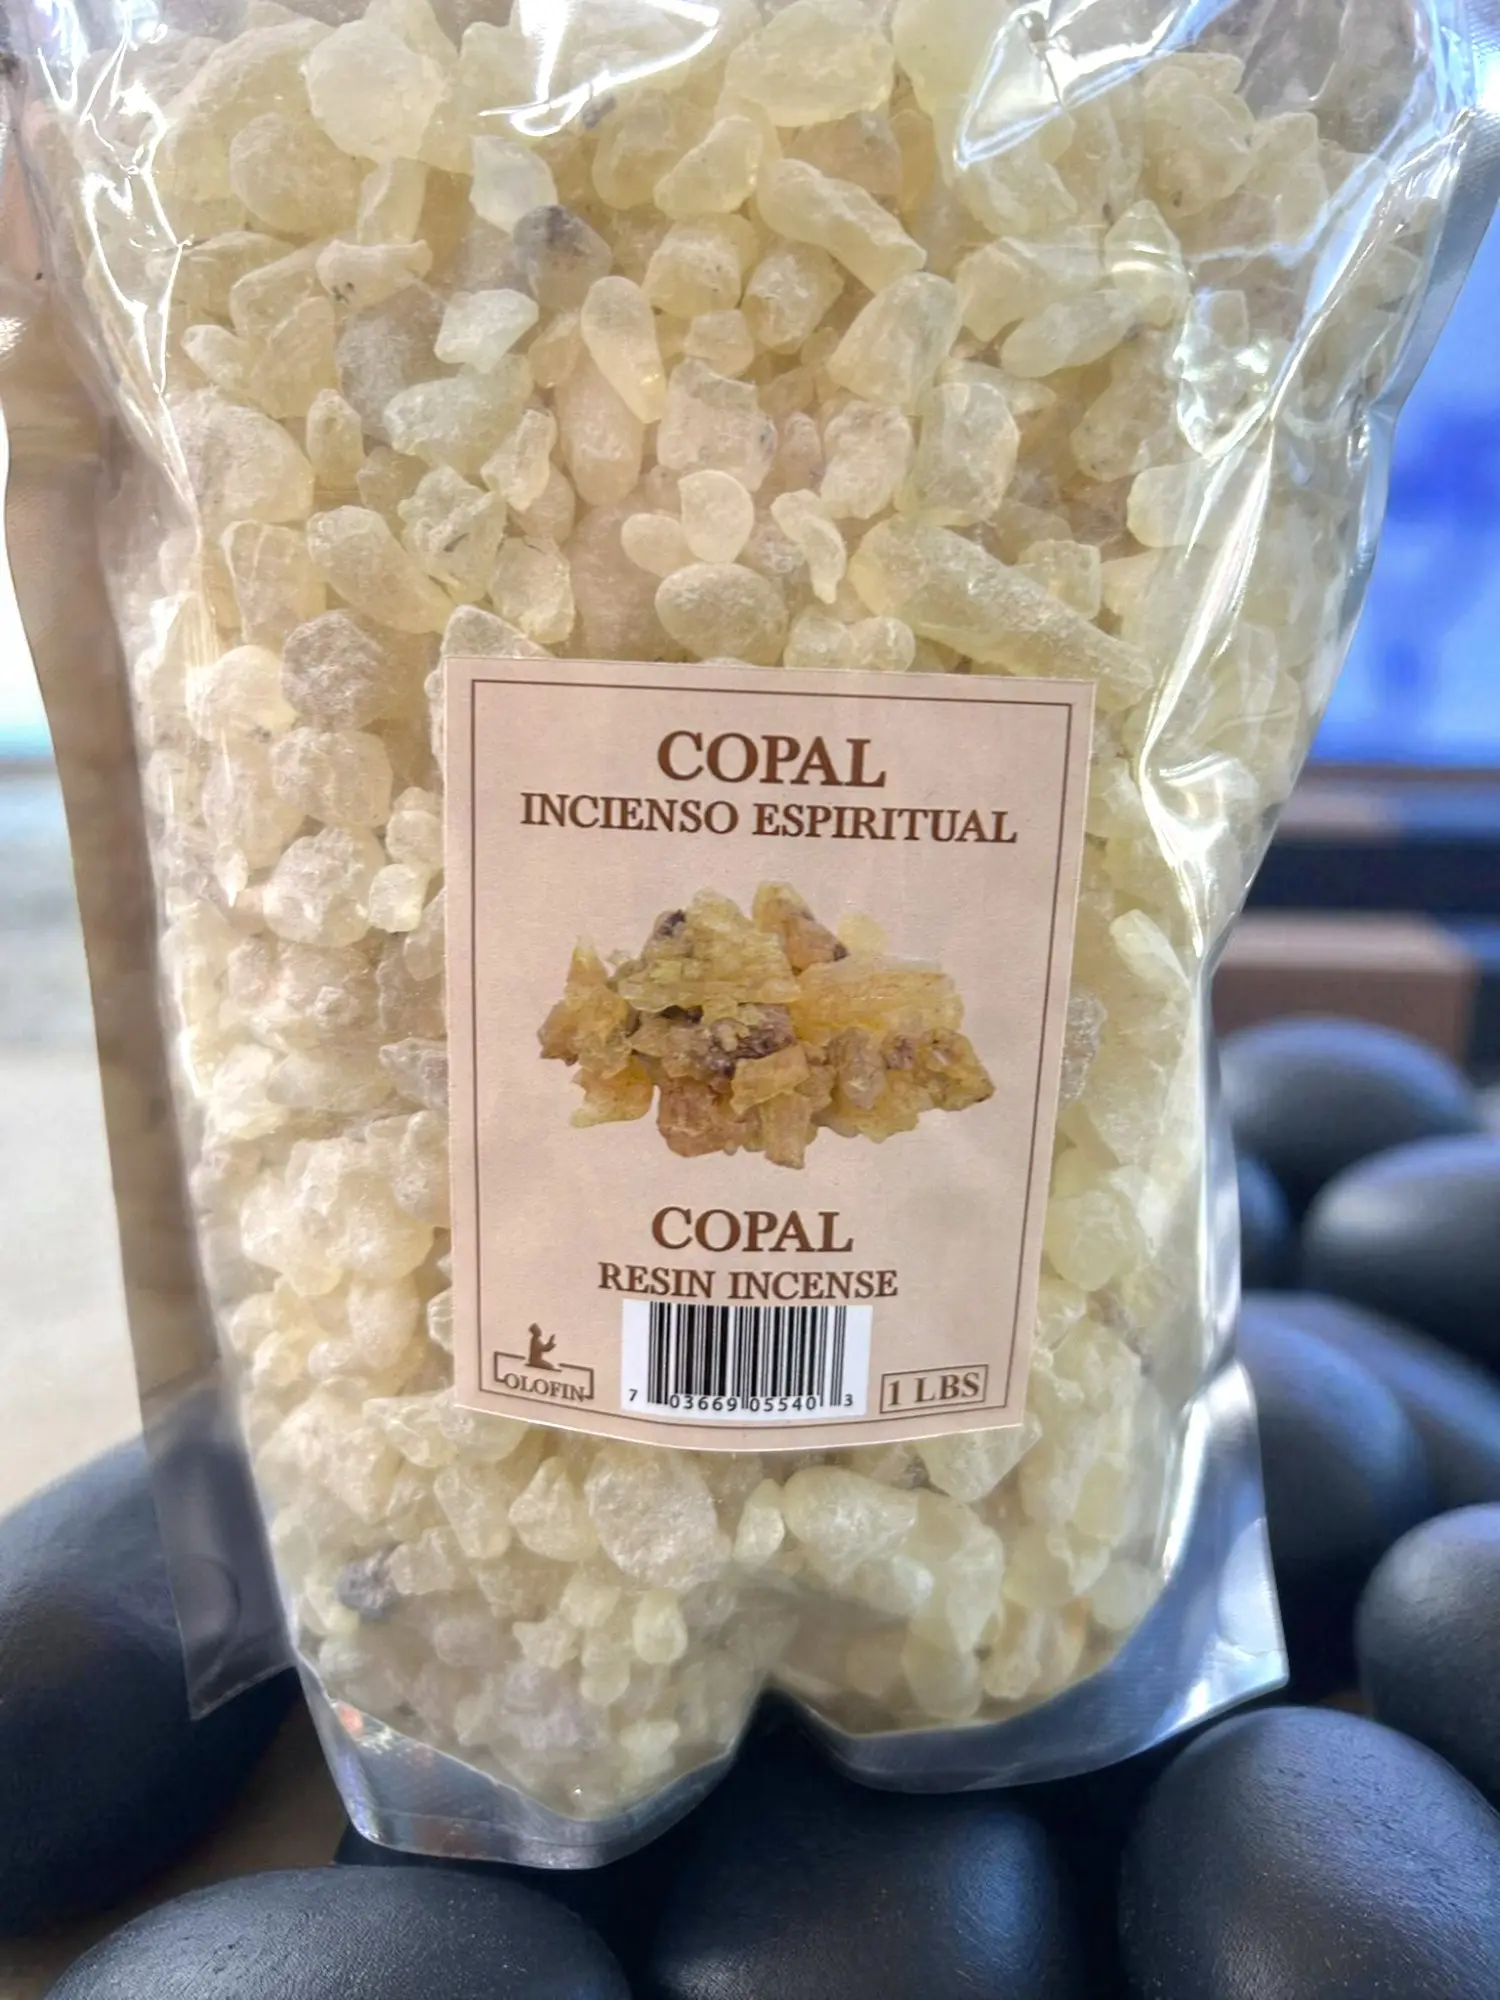 COPAL
INCIENSO ESPIRITUAL
COPAL
RESIN INCENSE
OLOFIN
7 03669 05540 3
1 LBS